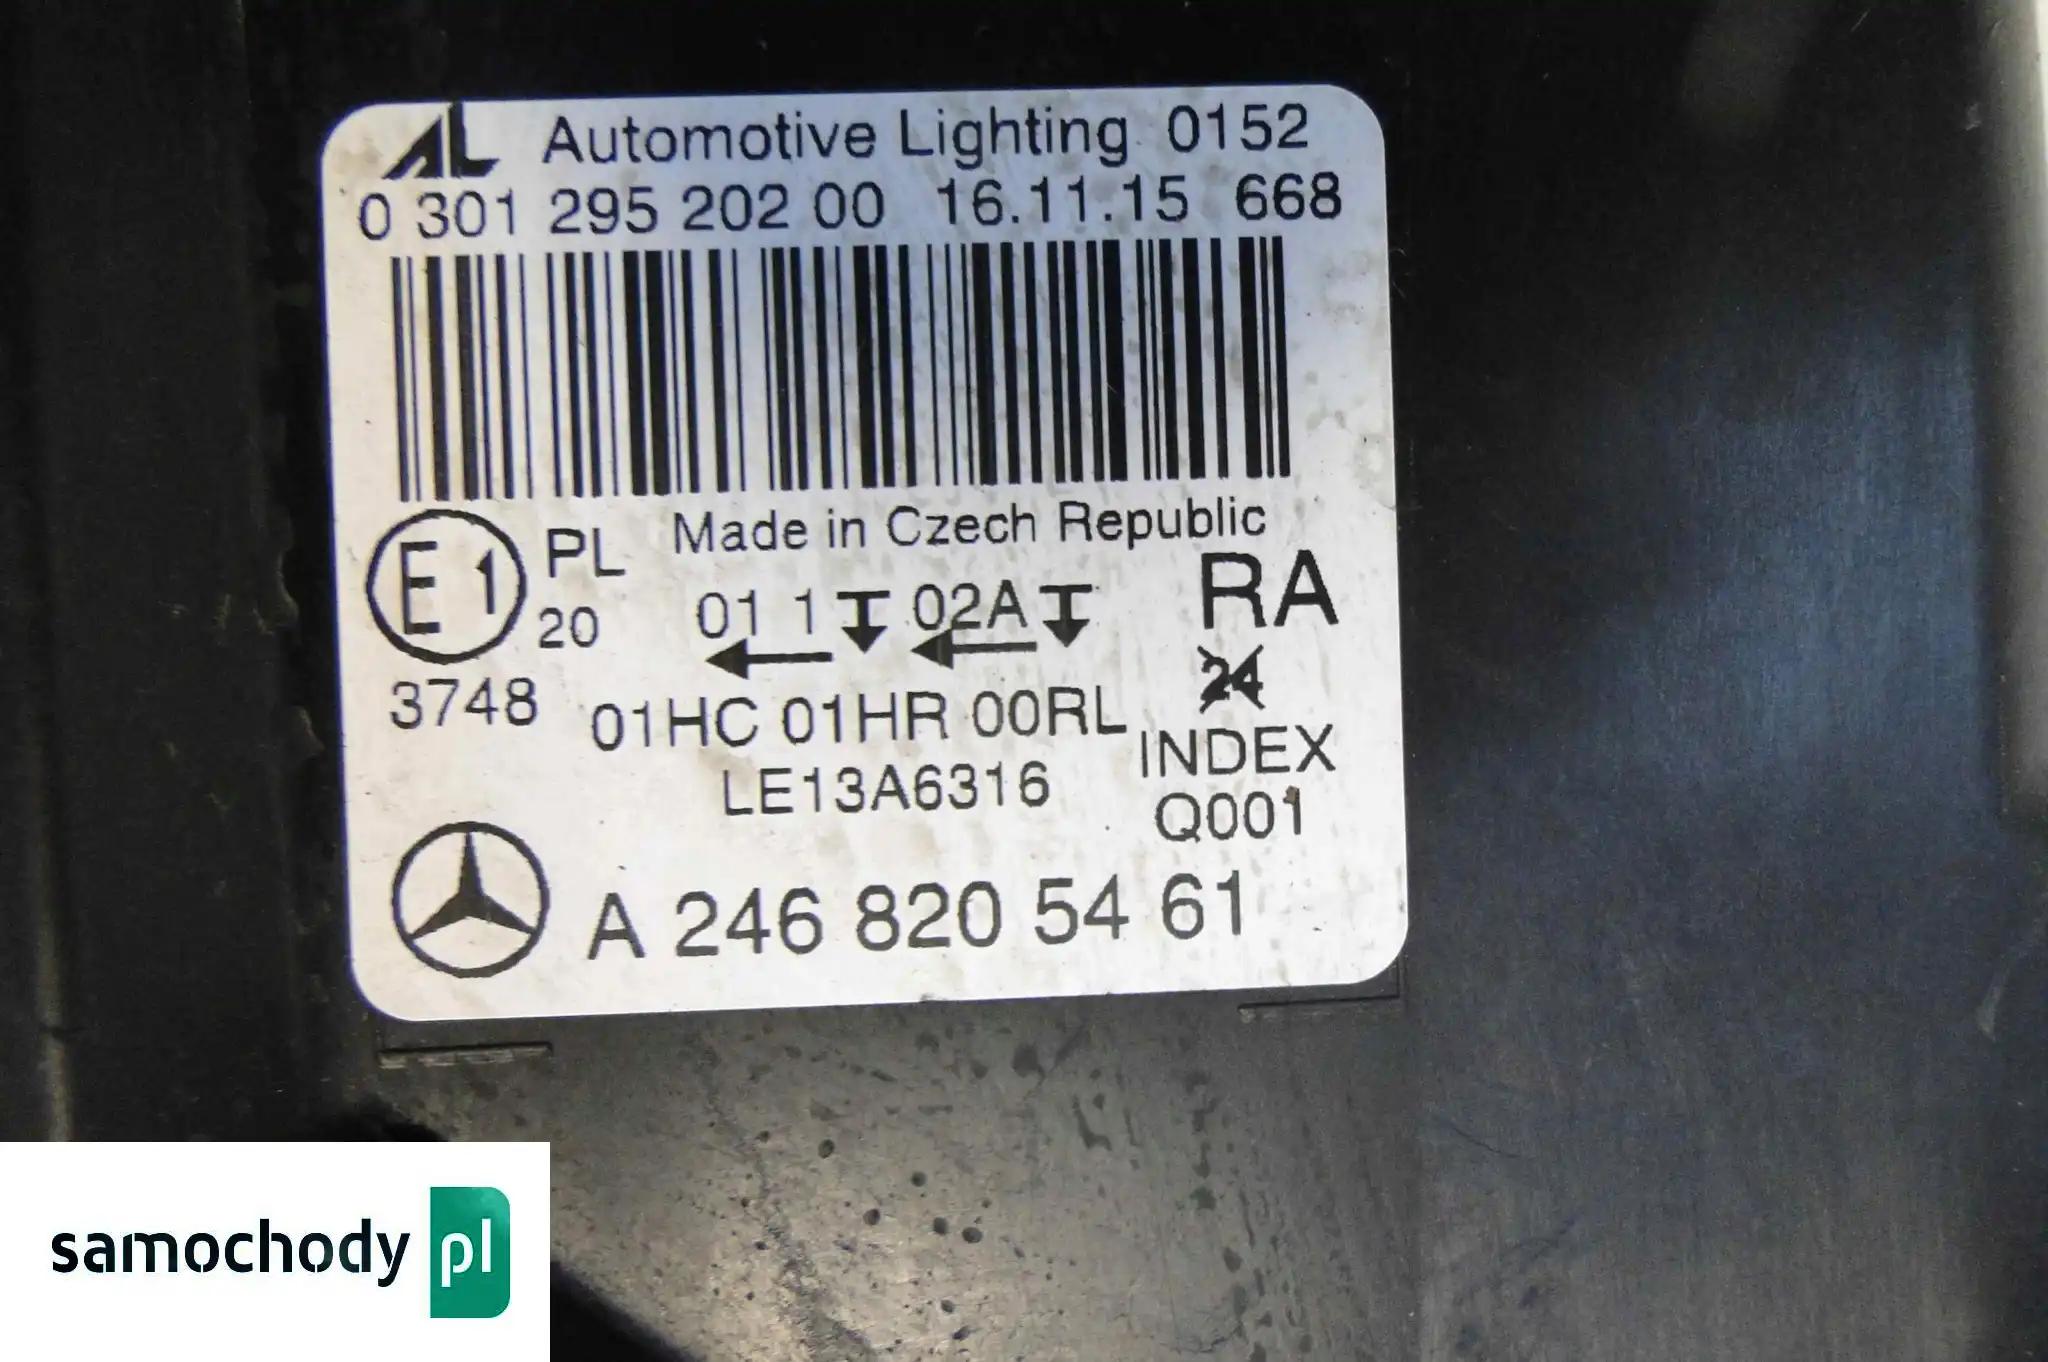 AL Automotive Lighting 0152
0 301 295 202 00 16.11.15 668
Made in Czech Republic
E1 PL
20
3748
01 1 02A RA
24
01HC 01HR 00RL
INDEX
LE13A6316
Q001
A 246 820 54 61
samochody pl